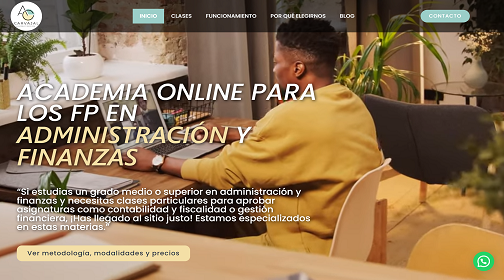 CARVAJAL
INICIO CLASES FUNCIONAMIENTO POR QUÉ ELEGIRNOS BLOG CONTACTO
ACADEMIA ONLINE PARA
LOS FP EN
ADMINISTRACIÓN Y
FINANZAS
"Si estudias un grado medio o superior en administración y
finanzas y necesitas clases particulares para aprobar
asignaturas como contabilidad y fiscalidad o gestión
financiera, ¡Has llegado al sitio justo! Estamos especializados
en estas materias."
Ver metodología, modalidades y precios